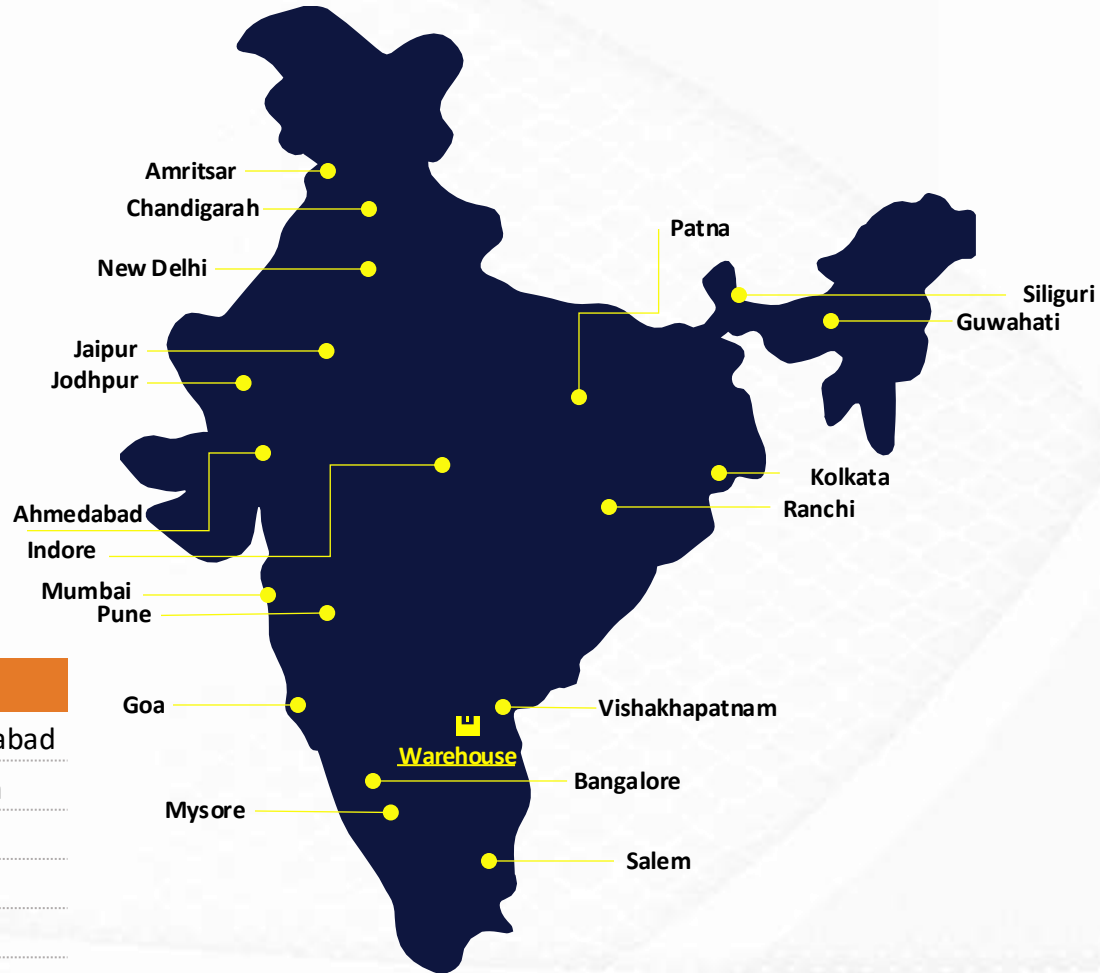 Amritsar
Chandigarah
Patna
New Delhi
Siliguri
Guwahati
Jaipur
Jodhpur
Kolkata
Ahmedabad
Ranchi
Indore
Mumbai
Pune
Goa
Vishakhapatnam
abad
Warehouse
Bangalore
Mysore
Salem